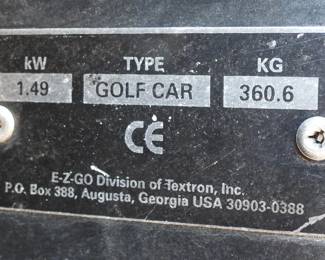 kW TYPE KG
1.49 GOLF CAR 360.6
CE
E-Z-GO Division of Textron, Inc.
P.O. Box 388, Augusta, Georgia USA 30903-0388